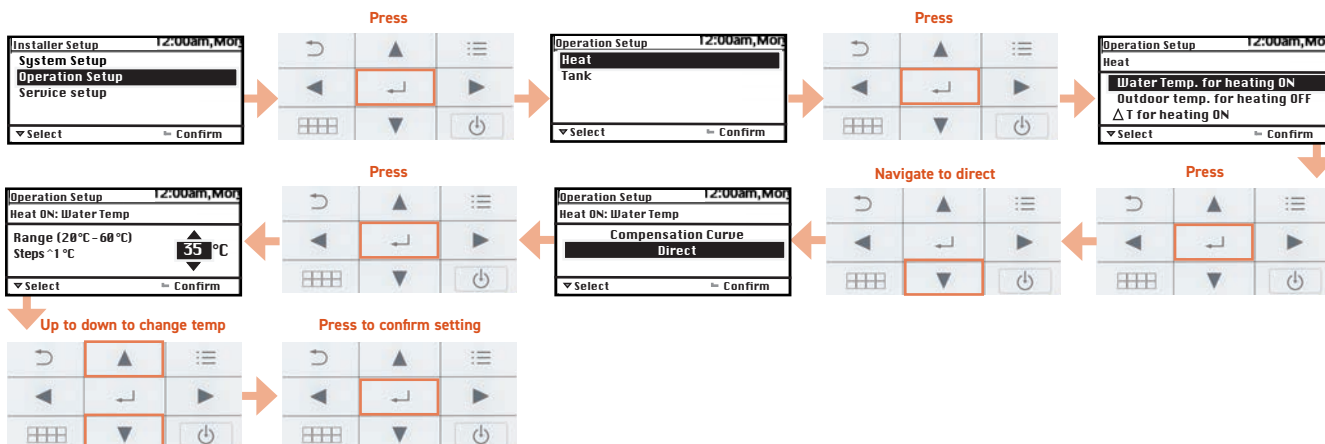 Press
Press
Installer Setup 12:00am, Mon
System Setup
Operation Setup
Service setup
▼Select Confirm
Operation Setup 12:00am, Mon
Heat
Tank
▼Select Confirm
Operation Setup 12:00am, Mo
Heat
Water Temp. for heating ON
Outdoor temp. for heating OFF
△T for heating ON
▼Select Confirm
Press
Navigate to direct
Press
Operation Setup 12:00am, Mon
Heat ON: Water Temp
Compensation Curve
Direct
▼Select Confirm
Operation Setup 12:00am, Mon
Heat ON: Water Temp
Range (20°C-60°C)
Steps^1°C
35 °C
▼Select Confirm
Up to down to change temp
Press to confirm setting